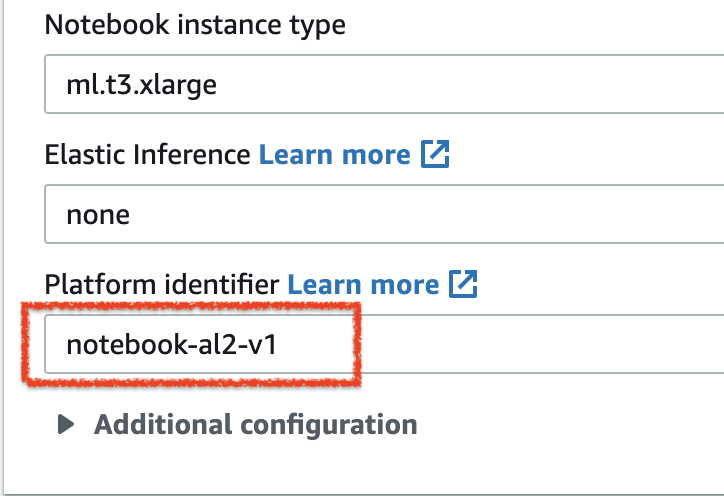 Notebook instance type
ml.t3.xlarge
Elastic Inference Learn more
none
Platform identifier Learn more
notebook-al2-v1
Additional configuration